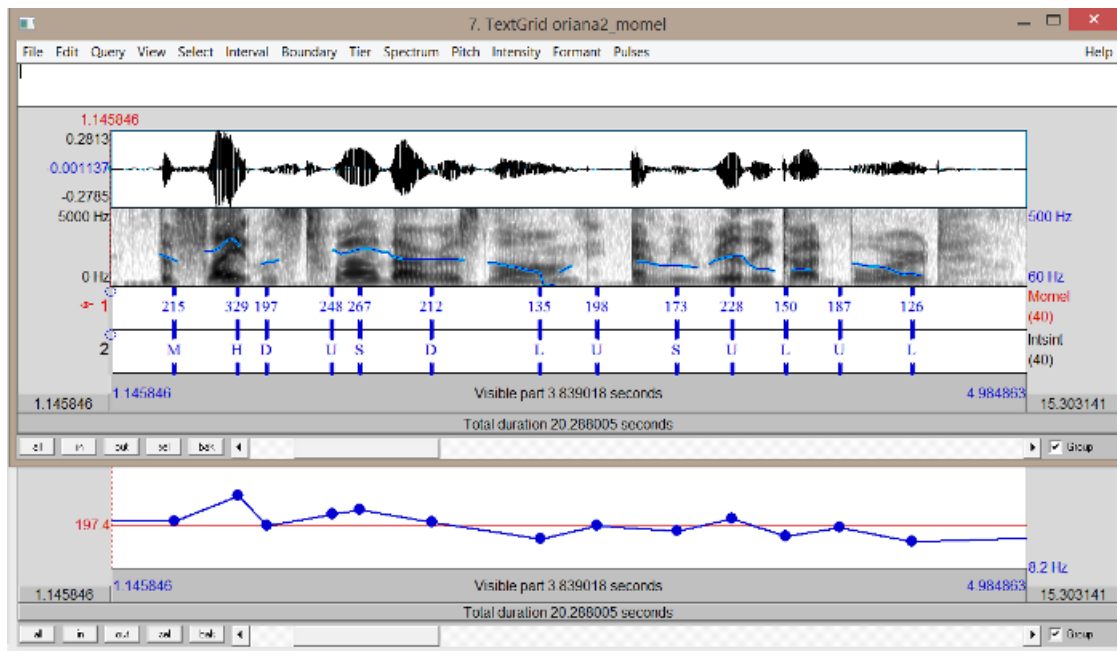 7. TextGrid oriana2_momel
File Edit Query View Select Interval Boundary Tier Spectrum Pitch Intensity Formant Pulses Help
1.145846
0.2813
-0.001137
-0.2785
5000 Hz 500 Hz
0 Hz 60 Hz
1 215 329 197 248 267 212 135 198 173 228 150 187 126 Momel (40)
2 M H D U S D L U S U L U L Intsint (40)
1.145846 1.145846 Visible part 3.839018 seconds 4.984863 15.303141
Total duration 20.288005 seconds
all in out sel bak Group
197.4
8.2 Hz
1.145846 1.145846 Visible part 3.839018 seconds 4.984863 15.303141
Total duration 20.288005 seconds
all in out sel bak Group